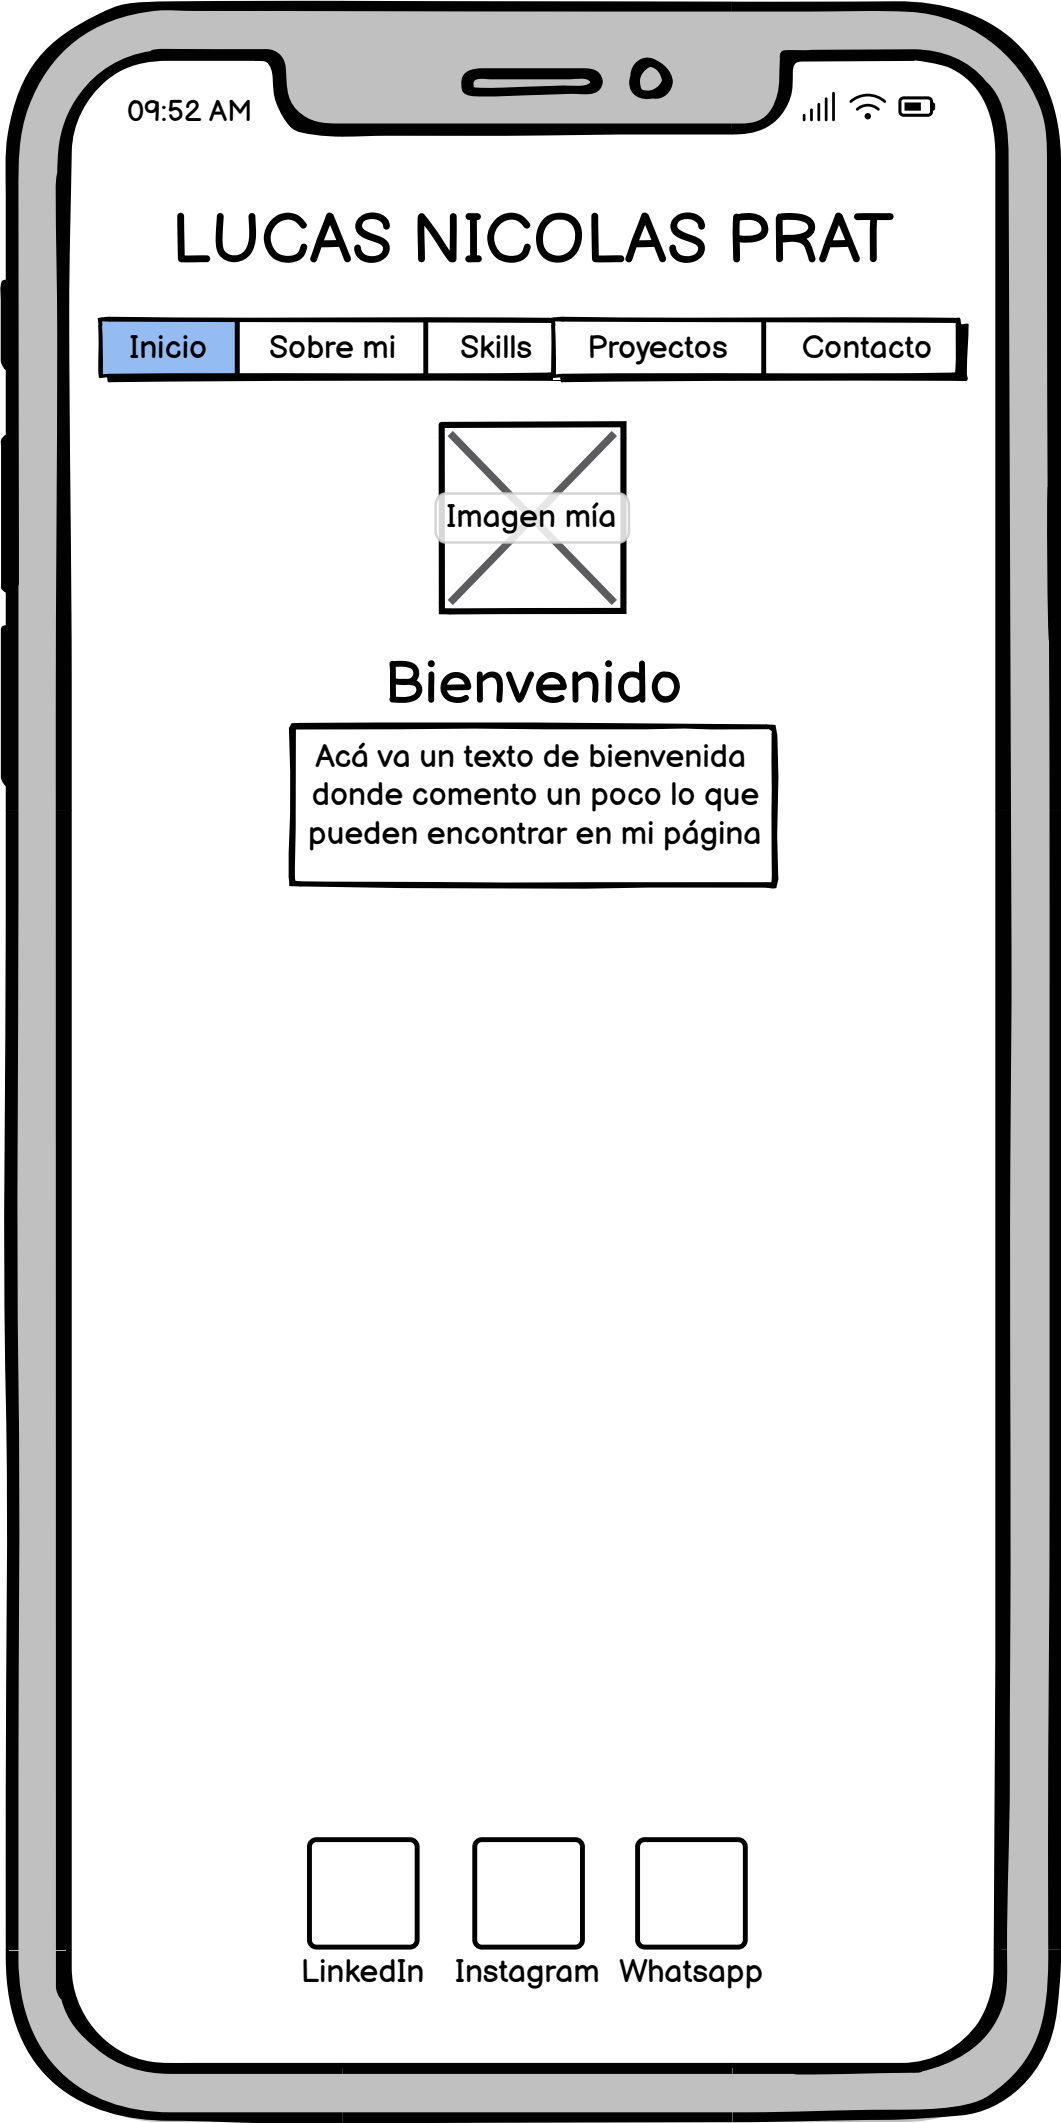 09:52 AM
LUCAS NICOLAS PRAT
Inicio Sobre mi Skills Proyectos Contacto
Imagen mía
Bienvenido
Acá va un texto de bienvenida
donde comento un poco lo que
pueden encontrar en mi página
LinkedIn Instagram Whatsapp